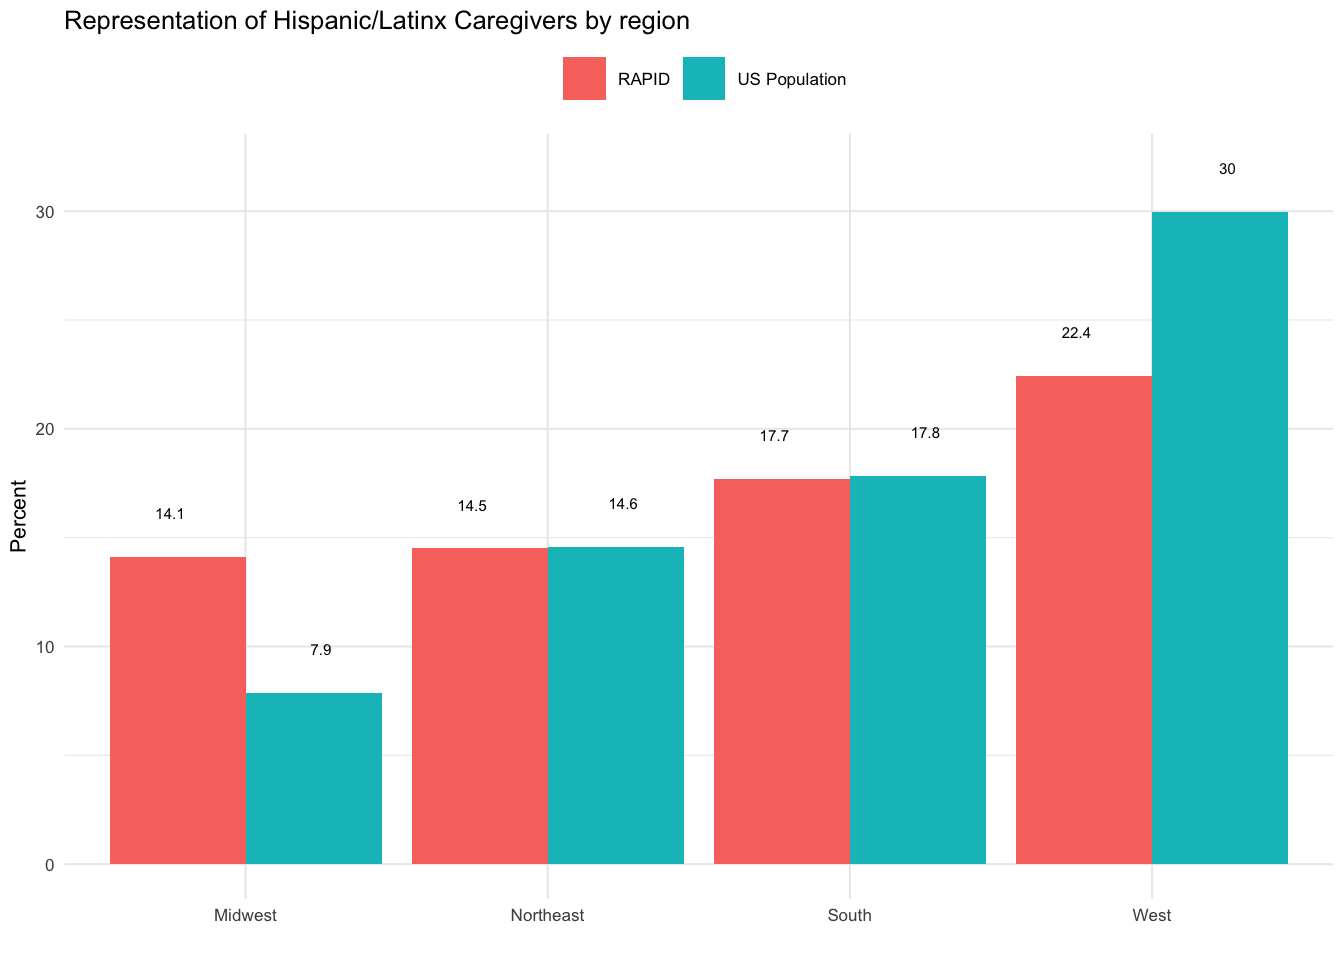 Representation of Hispanic/Latinx Caregivers by region
RAPID US Population
30
30
22.4
20
17.7 17.8
14.5 14.6
14.1
10
7.9
0
Percent
Midwest Northeast South West